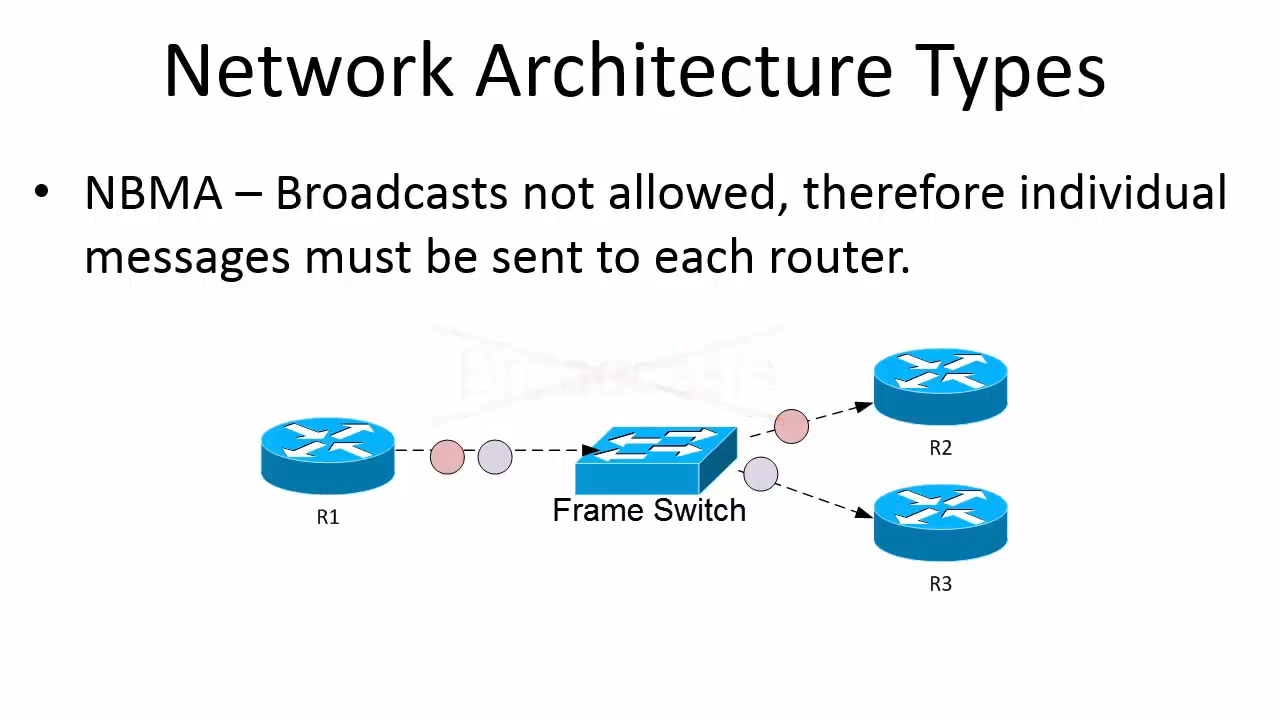 Network Architecture Types
• NBMA – Broadcasts not allowed, therefore individual
messages must be sent to each router.
R1
Frame Switch
R2
R3